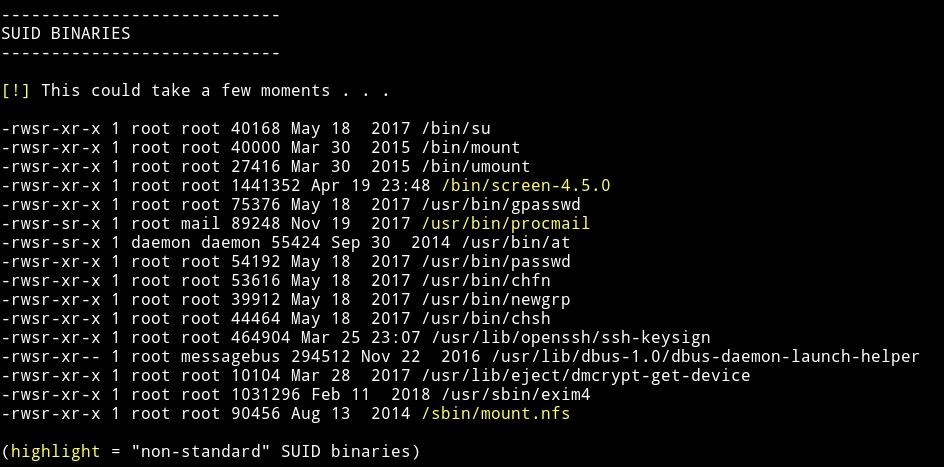 ----------------------------
SUID BINARIES
----------------------------
[!] This could take a few moments . . .
-rwsr-xr-x 1 root root 40168 May 18  2017 /bin/su
-rwsr-xr-x 1 root root 40000 Mar 30  2015 /bin/mount
-rwsr-xr-x 1 root root 27416 Mar 30  2015 /bin/umount
-rwsr-xr-x 1 root root 1441352 Apr 19 23:48 /bin/screen-4.5.0
-rwsr-xr-x 1 root root 75376 May 18  2017 /usr/bin/gpasswd
-rwsr-sr-x 1 root mail 89248 Nov 19  2017 /usr/bin/procmail
-rwsr-sr-x 1 daemon daemon 55424 Sep 30  2014 /usr/bin/at
-rwsr-xr-x 1 root root 54192 May 18  2017 /usr/bin/passwd
-rwsr-xr-x 1 root root 53616 May 18  2017 /usr/bin/chfn
-rwsr-xr-x 1 root root 39912 May 18  2017 /usr/bin/newgrp
-rwsr-xr-x 1 root root 44464 May 18  2017 /usr/bin/chsh
-rwsr-xr-x 1 root root 464904 Mar 25 23:07 /usr/lib/openssh/ssh-keysign
-rwsr-xr-- 1 root messagebus 294512 Nov 22  2016 /usr/lib/dbus-1.0/dbus-daemon-launch-helper
-rwsr-xr-x 1 root root 10104 Mar 28  2017 /usr/lib/eject/dmcrypt-get-device
-rwsr-xr-x 1 root root 1031296 Feb 11  2018 /usr/sbin/exim4
-rwsr-xr-x 1 root root 90456 Aug 13  2014 /sbin/mount.nfs
(highlight = "non-standard" SUID binaries)